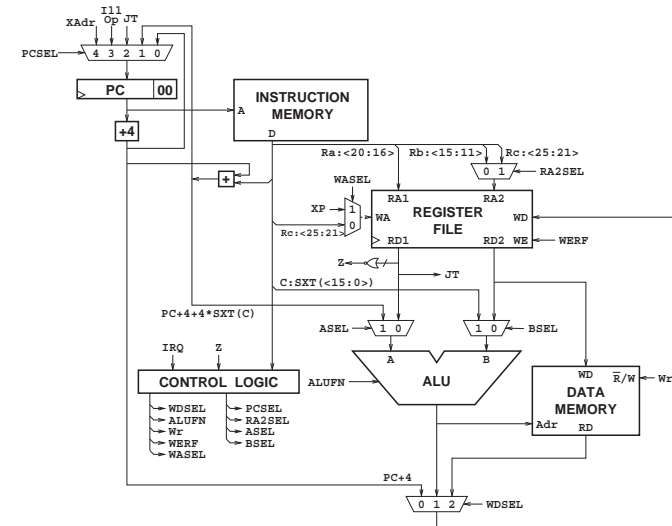 Ill
XAdr Op JT
PCSEL 4 3 2 1 0
PC 00
+4
INSTRUCTION
MEMORY
A
D
Ra:<20:16> Rb:<15:11> Rc:<25:21>
+
WASEL
0 1 RA2SEL
XP 1
0
Rc:<25:21>
RA1 RA2
WA REGISTER WD
FILE
RD1 RD2 WE WERF
Z
JT
C:SXT(<15:0>)
PC+4+4*SXT(C)
ASEL 1 0 1 0 BSEL
IRQ Z
A B
CONTROL LOGIC
ALUFN ALU
WD R/W Wr
DATA
MEMORY
Adr
RD
WDSEL PCSEL
ALUFN RA2SEL
Wr ASEL
WERF BSEL
WASEL
PC+4
0 1 2 WDSEL